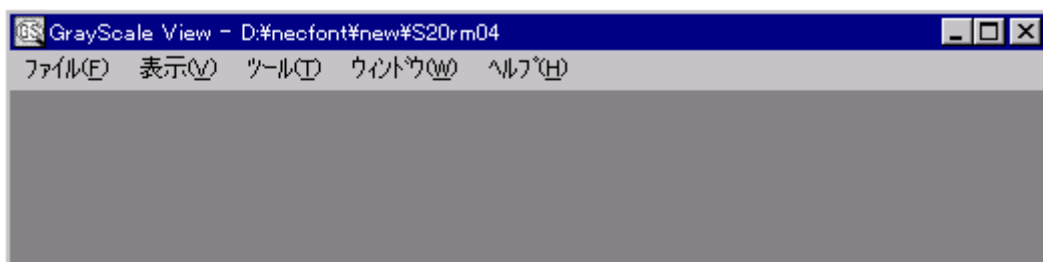 GS GrayScale View - D:¥necfont¥new¥S20rm04
ﾌｧｲﾙ(F) 表示(V) ﾂｰﾙ(T) ｳｨﾝﾄﾞｳ(W) ﾍﾙﾌﾟ(H)